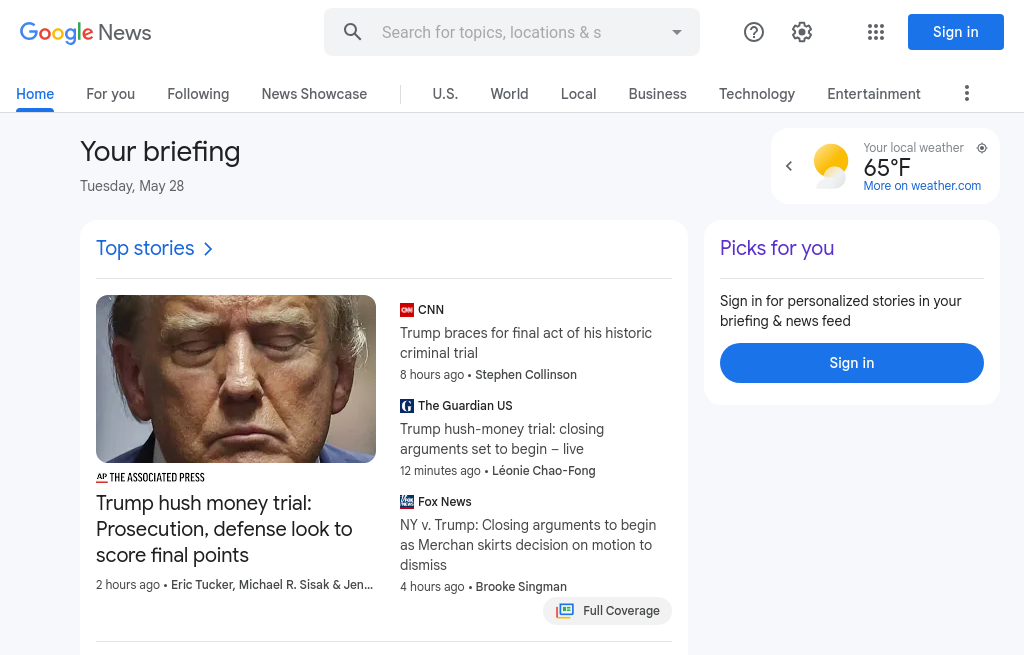 Google News
Search for topics, locations & s
Sign in
Home
For you
Following
News Showcase
U.S.
World
Local
Business
Technology
Entertainment
Your briefing
Tuesday, May 28
Your local weather
65°F
More on weather.com
Top stories
AP THE ASSOCIATED PRESS
Trump hush money trial:
Prosecution, defense look to
score final points
2 hours ago • Eric Tucker, Michael R. Sisak & Jen...
CNN
Trump braces for final act of his historic
criminal trial
8 hours ago • Stephen Collinson
The Guardian US
Trump hush-money trial: closing
arguments set to begin – live
12 minutes ago • Léonie Chao-Fong
Fox News
NY v. Trump: Closing arguments to begin
as Merchan skirts decision on motion to
dismiss
4 hours ago • Brooke Singman
Full Coverage
Picks for you
Sign in for personalized stories in your
briefing & news feed
Sign in